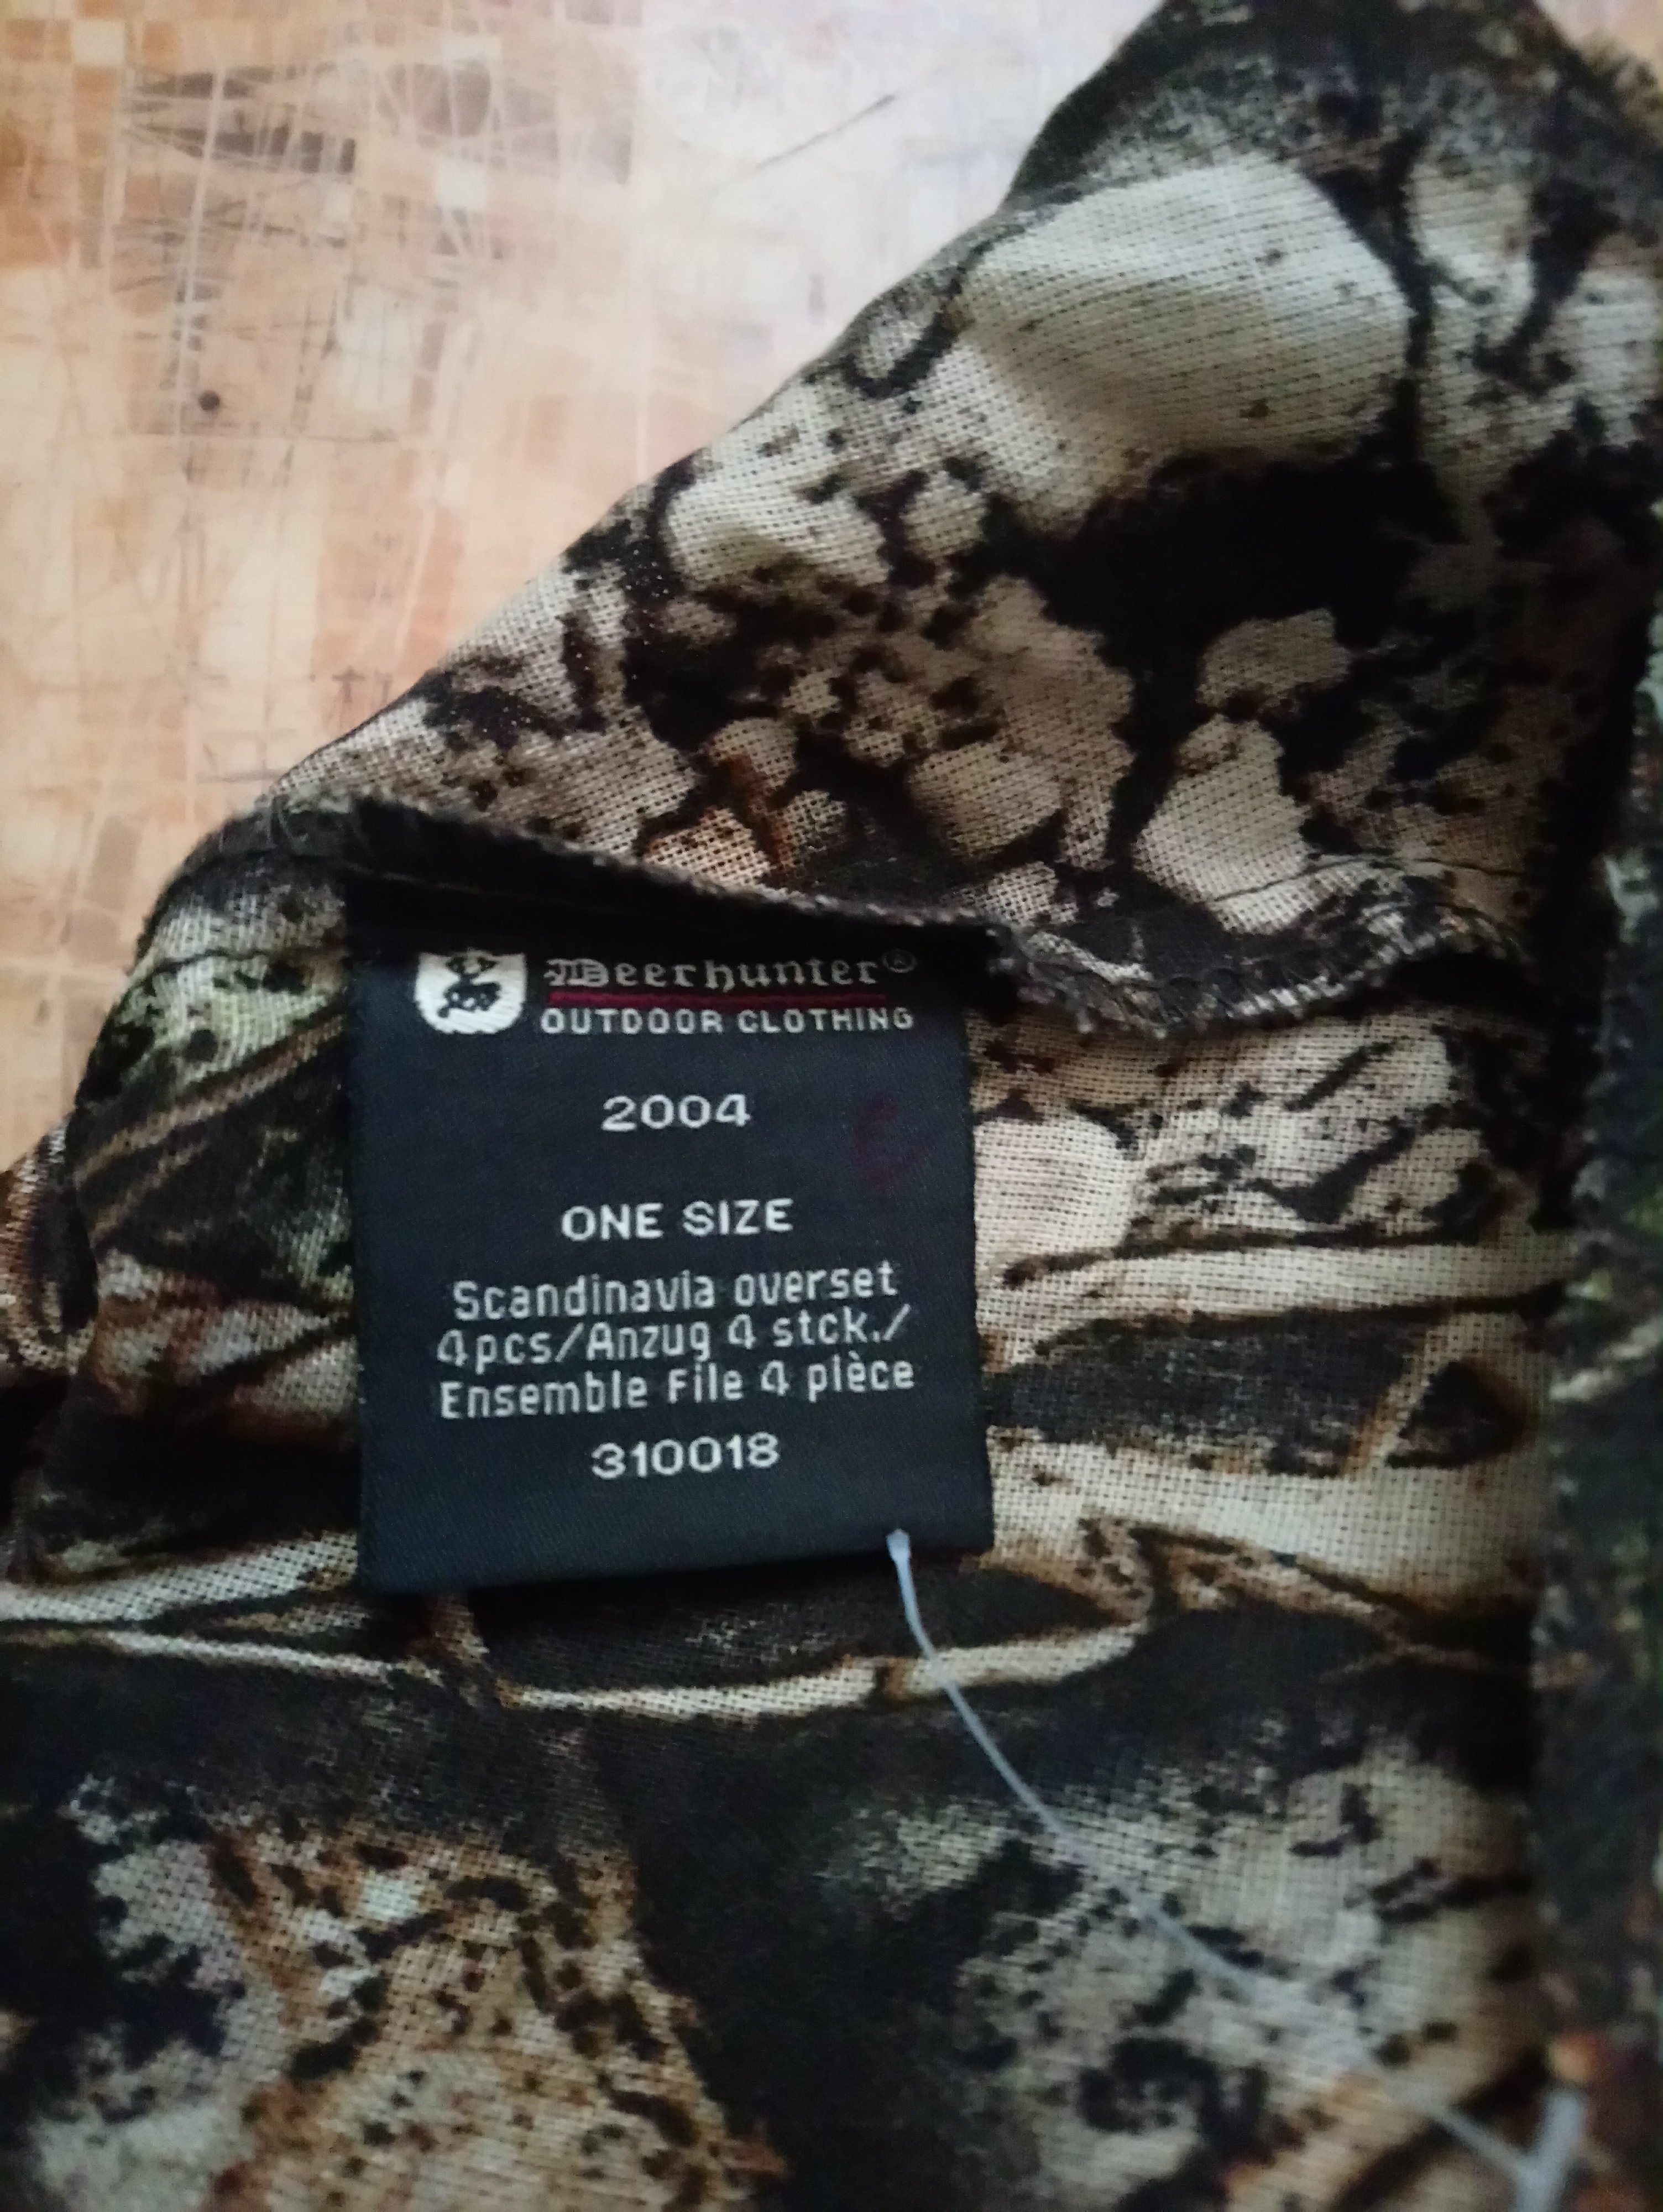 Deerhunter®
OUTDOOR CLOTHING
2004
ONE SIZE
Scandinavia overset
4pcs/Anzug 4 stck./
Ensemble File 4 pièce
310018